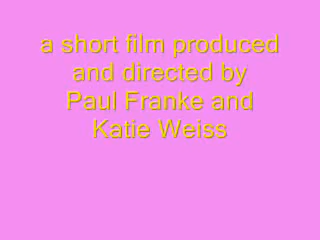 a short film produced
and directed by
Paul Franke and
Katie Weiss